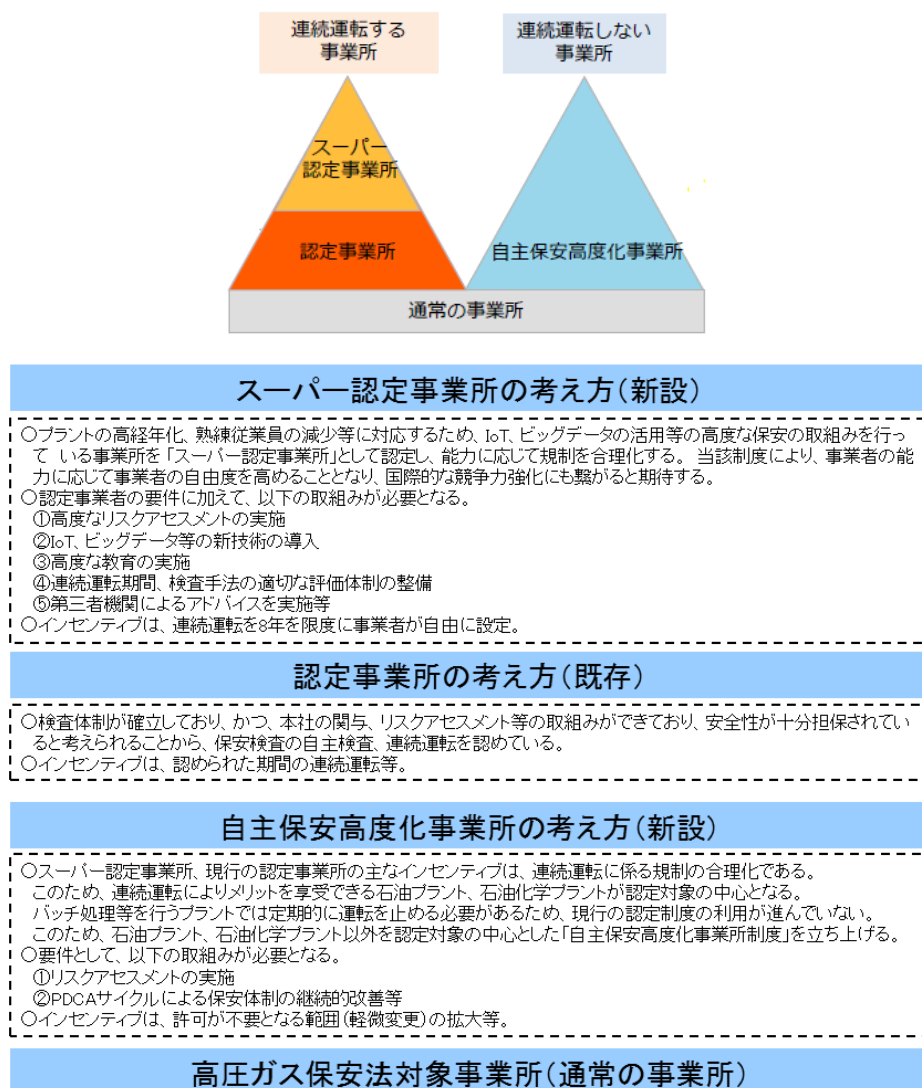 連続運転する
事業所
連続運転しない
事業所
スーパー
認定事業所
認定事業所
自主保安高度化事業所
通常の事業所
スーパー認定事業所の考え方(新設)
○プラントの高経年化、熟練従業員の減少等に対応するため、IoT、ビッグデータの活用等の高度な保安の取組みを行っ
て いる事業所を「スーパー認定事業所」として認定し、能力に応じて規制を合理化する。 当該制度により、事業者の能
力に応じて事業者の自由度を高めることとなり、国際的な競争力強化にも繋がると期待する。
○認定事業者の要件に加えて、以下の取組みが必要となる。
①高度なリスクアセスメントの実施
②IoT、ビッグデータ等の新技術の導入
③高度な教育の実施
④連続運転期間、検査手法の適切な評価体制の整備
⑤第三者機関によるアドバイスを実施等
○インセンティブは、連続運転を8年を限度に事業者が自由に設定。
認定事業所の考え方(既存)
○検査体制が確立しており、かつ、本社の関与、リスクアセスメント等の取組みができており、安全性が十分担保されてい
ると考えられることから、保安検査の自主検査、連続運転を認めている。
○インセンティブは、認められた期間の連続運転等。
自主保安高度化事業所の考え方(新設)
○スーパー認定事業所、現行の認定事業所の主なインセンティブは、連続運転に係る規制の合理化である。
このため、連続運転によりメリットを享受できる石油プラント、石油化学プラントが認定対象の中心となる。
バッチ処理等を行うプラントでは定期的に運転を止める必要があるため、現行の認定制度の利用が進んでいない。
このため、石油プラント、石油化学プラント以外を認定対象の中心とした「自主保安高度化事業所制度」を立ち上げる。
○要件として、以下の取組みが必要となる。
①リスクアセスメントの実施
②PDCAサイクルによる保安体制の継続的改善等
○インセンティブは、許可が不要となる範囲(軽微変更)の拡大等。
高圧ガス保安法対象事業所(通常の事業所)